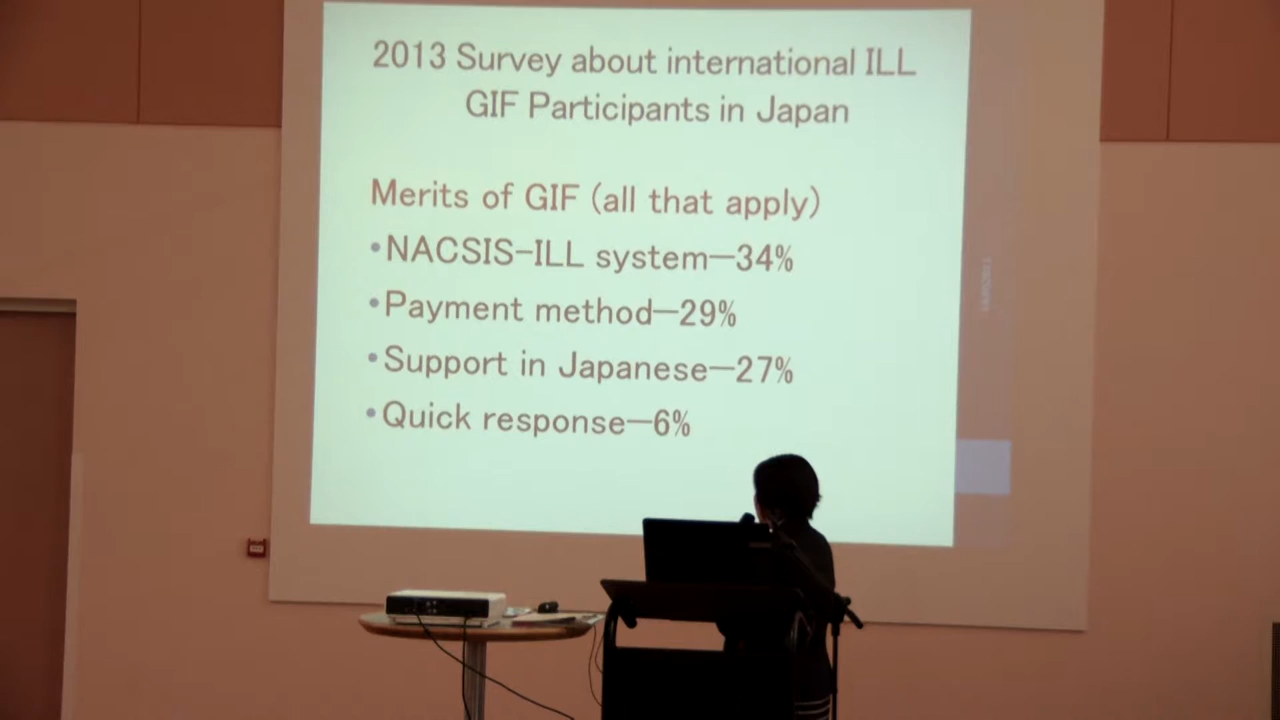 2013 Survey about international ILL
GIF Participants in Japan
Merits of GIF (all that apply)
•NACSIS-ILL system—34%
•Payment method—29%
•Support in Japanese—27%
•Quick response—6%